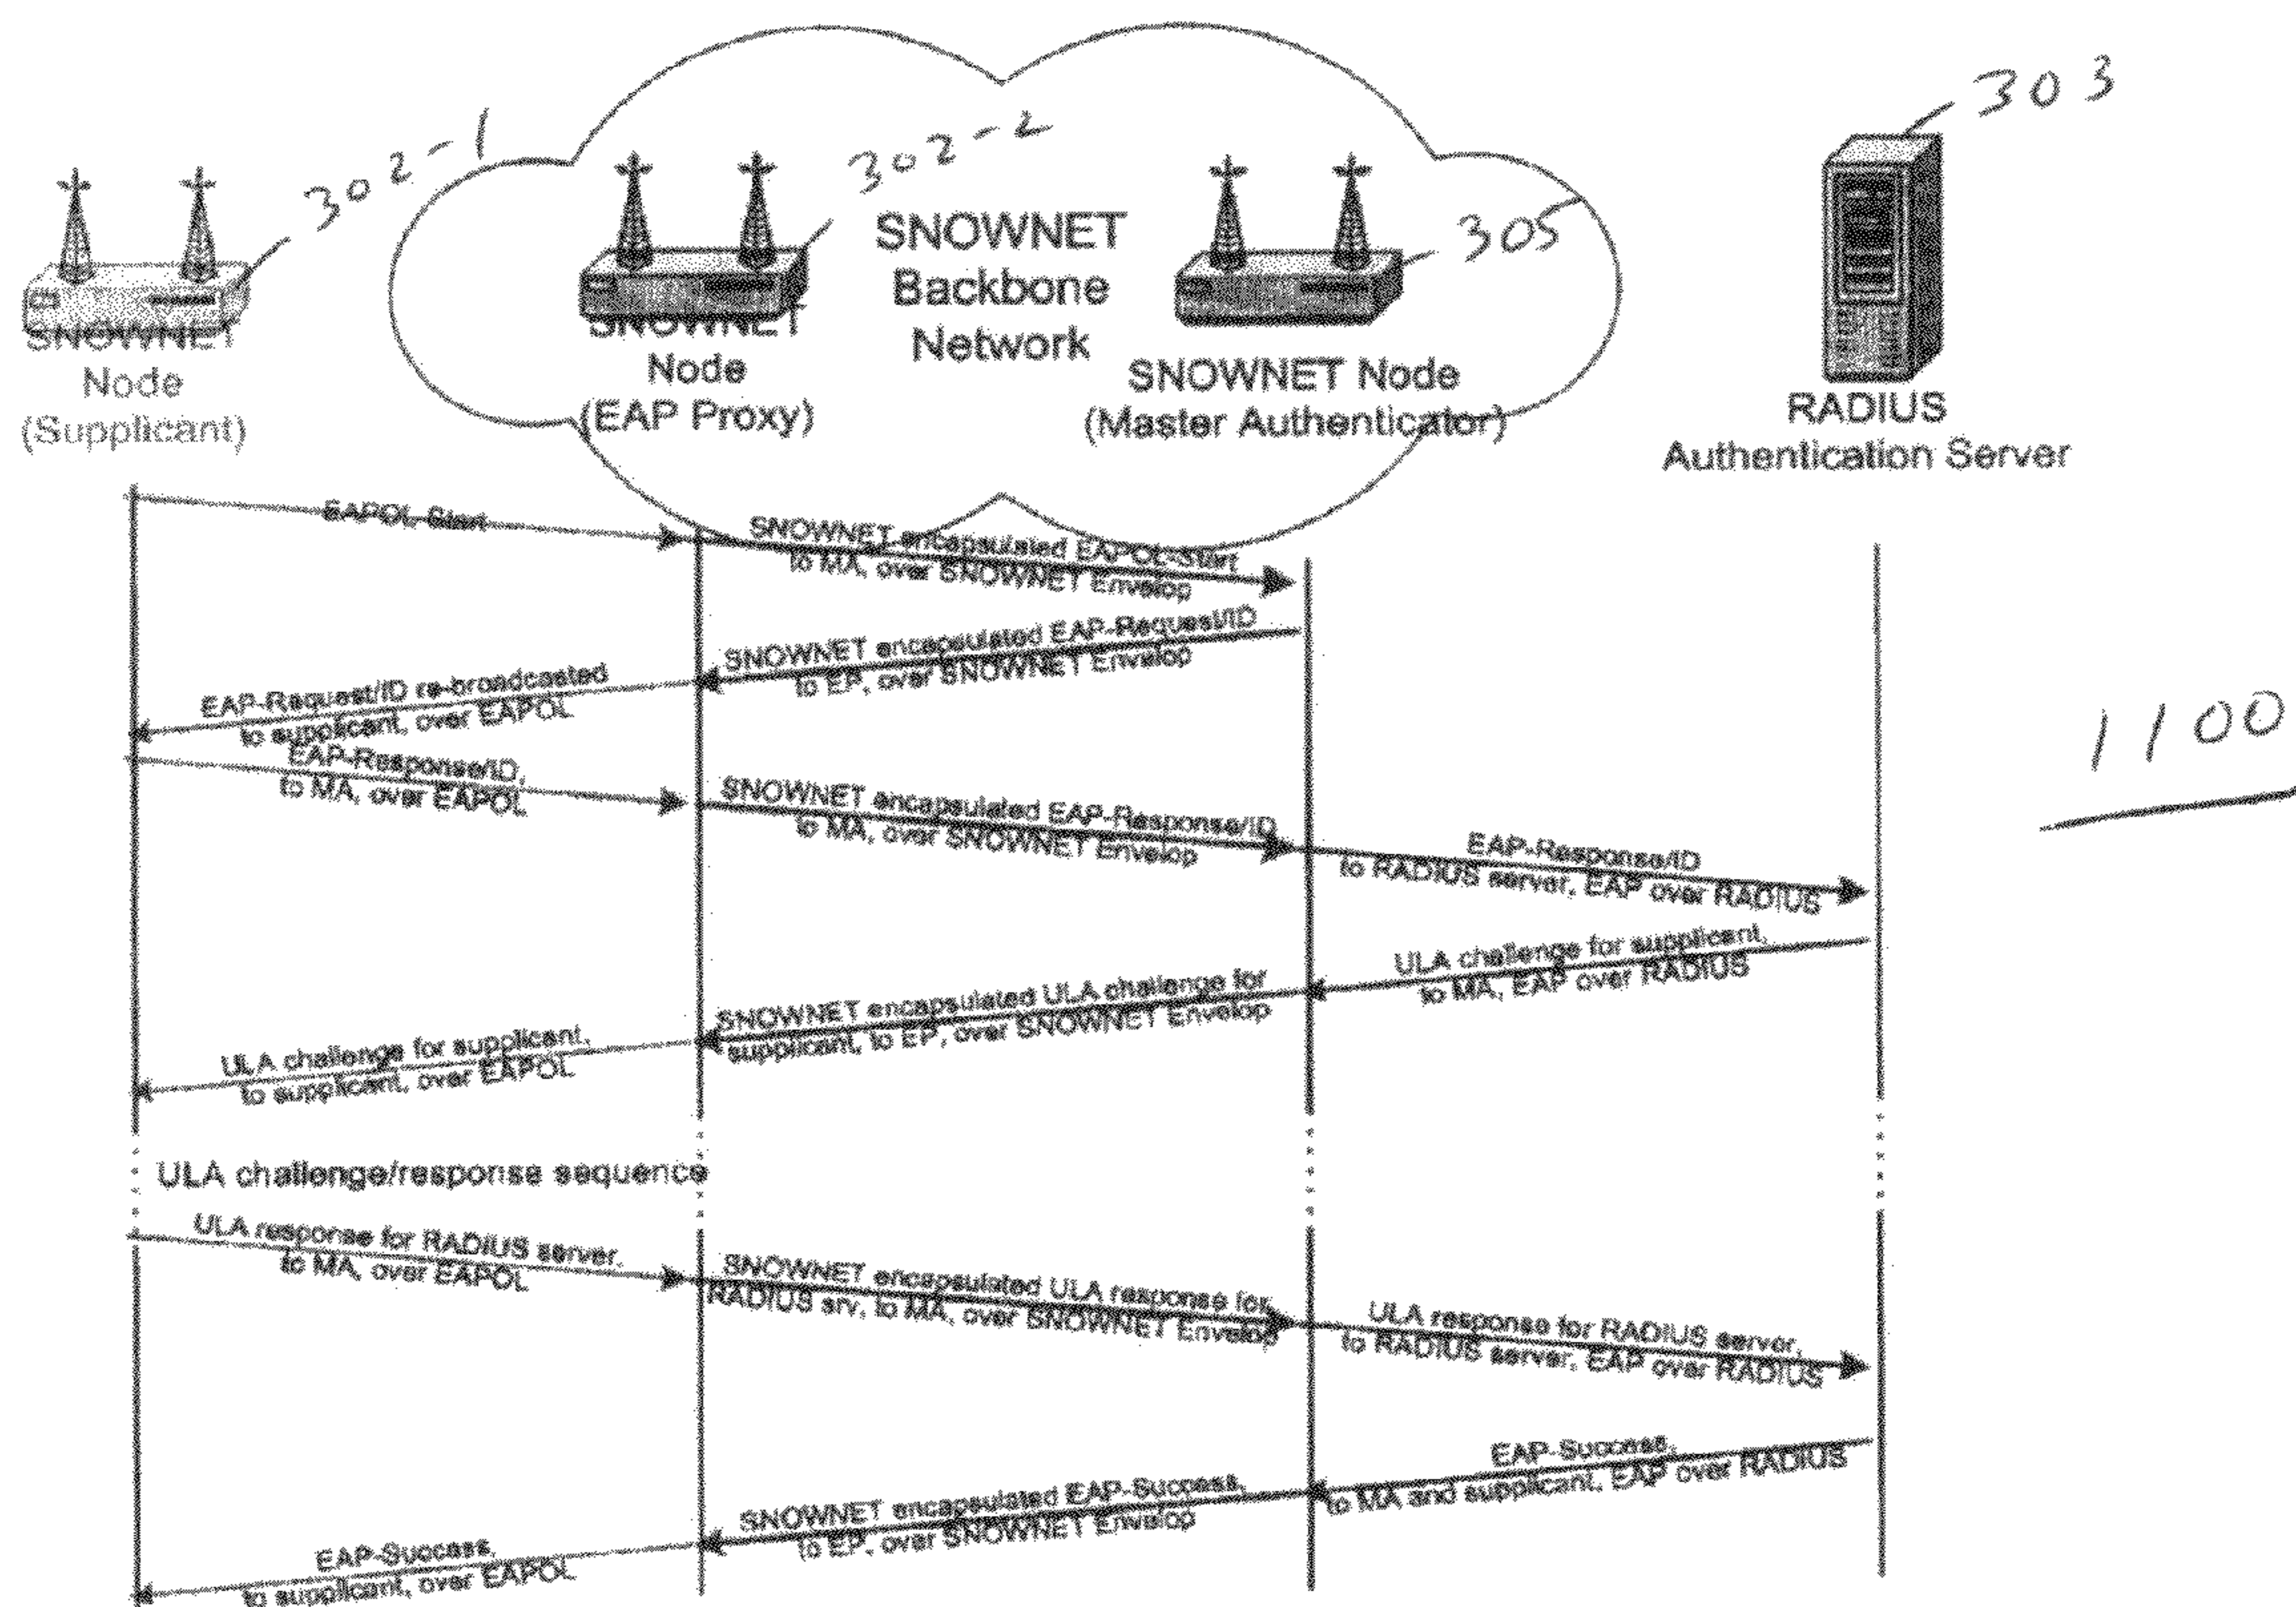 302-1
302-2
305
303
SNOWNET
Node
(Supplicant)
SNOWNET
Node
(EAP Proxy)
SNOWNET
Backbone
Network
SNOWNET Node
(Master Authenticator)
RADIUS
Authentication Server
EAPOL-Start
SNOWNET encapsulated EAPOL-Start
to MA, over SNOWNET Envelop
SNOWNET encapsulated EAP-Request/ID
to EP, over SNOWNET Envelop
EAP-Request/ID re-broadcasted
to supplicant, over EAPOL
1100
EAP-Response/ID,
to MA, over EAPOL
SNOWNET encapsulated EAP-Response/ID
to MA, over SNOWNET Envelop
EAP-Response/ID
to RADIUS server, EAP over RADIUS
ULA challenge for supplicant,
to MA, EAP over RADIUS
SNOWNET encapsulated ULA challenge for
supplicant, to EP, over SNOWNET Envelop
ULA challenge for supplicant,
to supplicant, over EAPOL
ULA challenge/response sequence
ULA response for RADIUS server,
to MA, over EAPOL
SNOWNET encapsulated ULA response for
RADIUS srv, to MA, over SNOWNET Envelop
ULA response for RADIUS server,
to RADIUS server, EAP over RADIUS
EAP-Success,
to MA and supplicant, EAP over RADIUS
SNOWNET encapsulated EAP-Success,
to EP, over SNOWNET Envelop
EAP-Success,
to supplicant, over EAPOL